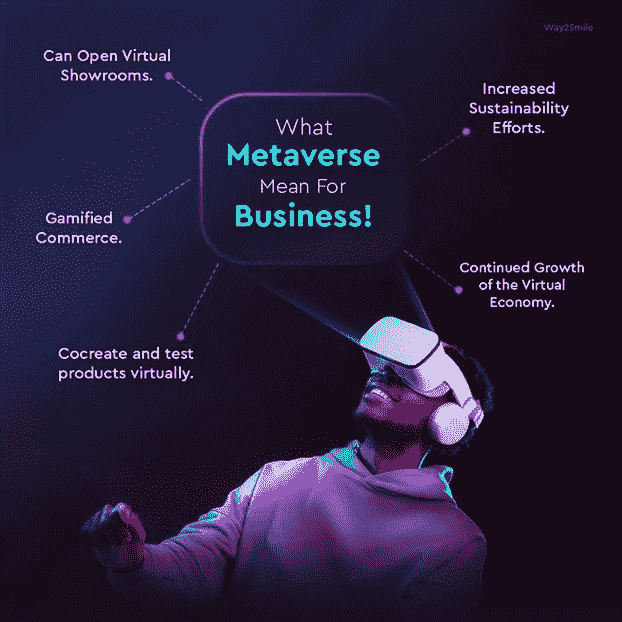 Way2Smile
Can Open Virtual
Showrooms.
Increased
Sustainability
Efforts.
What
Metaverse
Mean For
Business!
Gamified
Commerce.
Continued Growth
of the Virtual
Economy.
Cocreate and test
products virtually.